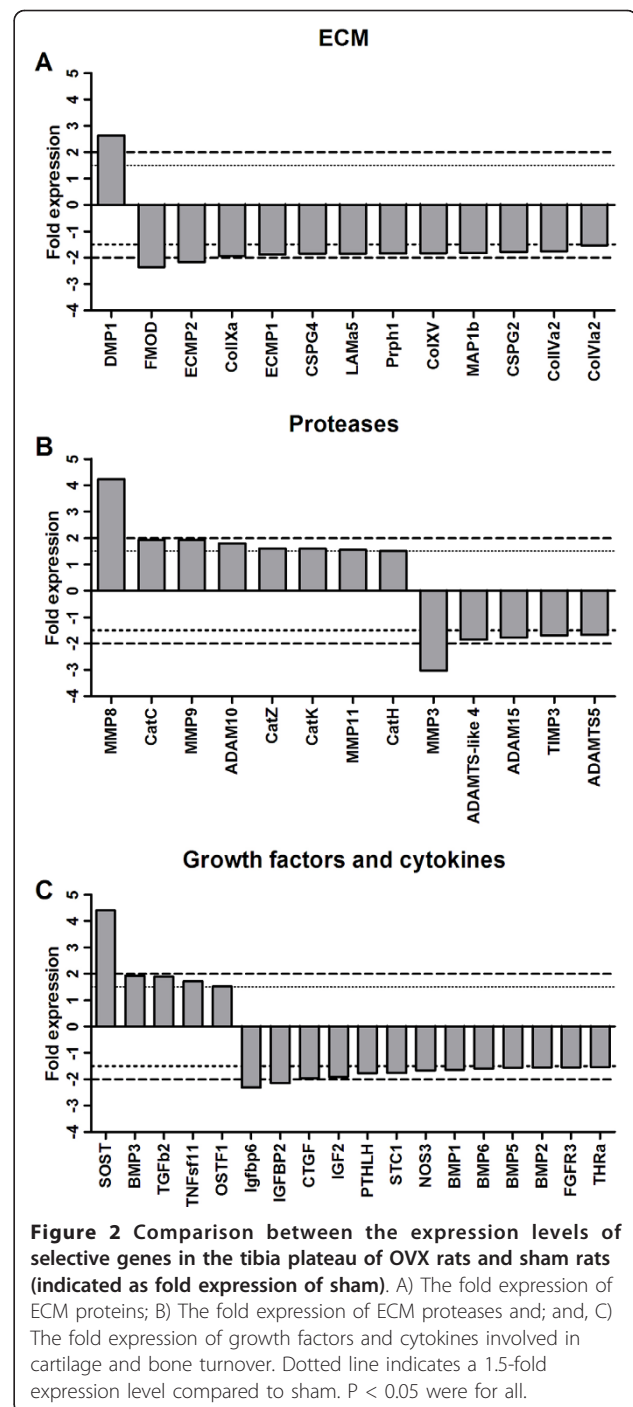 ECM
A
5
4
3
2
1
0
-1
-2
-3
-4
Fold expression
DMP1
FMOD
ECMP2
ColIXa
ECMP1
CSPG4
LAMa5
Prph1
ColXV
MAP1b
CSPG2
ColIVa2
ColVIa2
Proteases
B
5
4
3
2
1
0
-1
-2
-3
-4
Fold expression
MMP8
CatC
MMP9
ADAM10
CatZ
CatK
MMP11
CatH
MMP3
ADAMTS-like 4
ADAM15
TIMP3
ADAMTS5
Growth factors and cytokines
C
5
4
3
2
1
0
-1
-2
-3
-4
Fold expression
SOST
BMP3
TGFb2
TNFsf11
OSTF1
Igfbp6
IGFBP2
CTGF
IGF2
PTHLH
STC1
NOS3
BMP1
BMP6
BMP5
BMP2
FGFR3
THRa
Figure 2 Comparison between the expression levels of
selective genes in the tibia plateau of OVX rats and sham rats
(indicated as fold expression of sham). A) The fold expression of
ECM proteins; B) The fold expression of ECM proteases and; and, C)
The fold expression of growth factors and cytokines involved in
cartilage and bone turnover. Dotted line indicates a 1.5-fold
expression level compared to sham. P < 0.05 were for all.